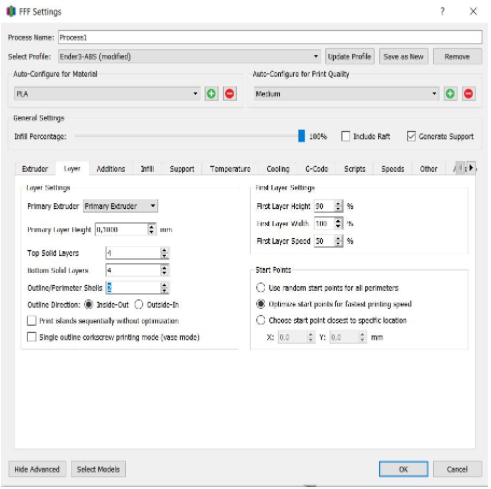 FFF Settings ? ×
Process Name: Process1
Select Profile: Ender3-ABS (modified) Update Profile Save as New Remove
Auto-Configure for Material Auto-Configure for Print Quality
PLA Medium
General Settings
Infill Percentage: 100% Include Raft Generate Support
Extruder Layer Additions Infill Support Temperature Cooling G-Code Scripts Speeds Other
Layer Settings
Primary Extruder Primary Extruder
Primary Layer Height 0,1800 mm
Top Solid Layers 4
Bottom Solid Layers 4
Outline/Perimeter Shells 2
Outline Direction: Inside-Out Outside-In
Print islands sequentially without optimization
Single outline corkscrew printing mode (vase mode)
First Layer Settings
First Layer Height 90 %
First Layer Width 100 %
First Layer Speed 50 %
Start Points
Use random start points for all perimeters
Optimize start points for fastest printing speed
Choose start point closest to specific location
X: 0,0 Y: 0,0 mm
Hide Advanced Select Models OK Cancel